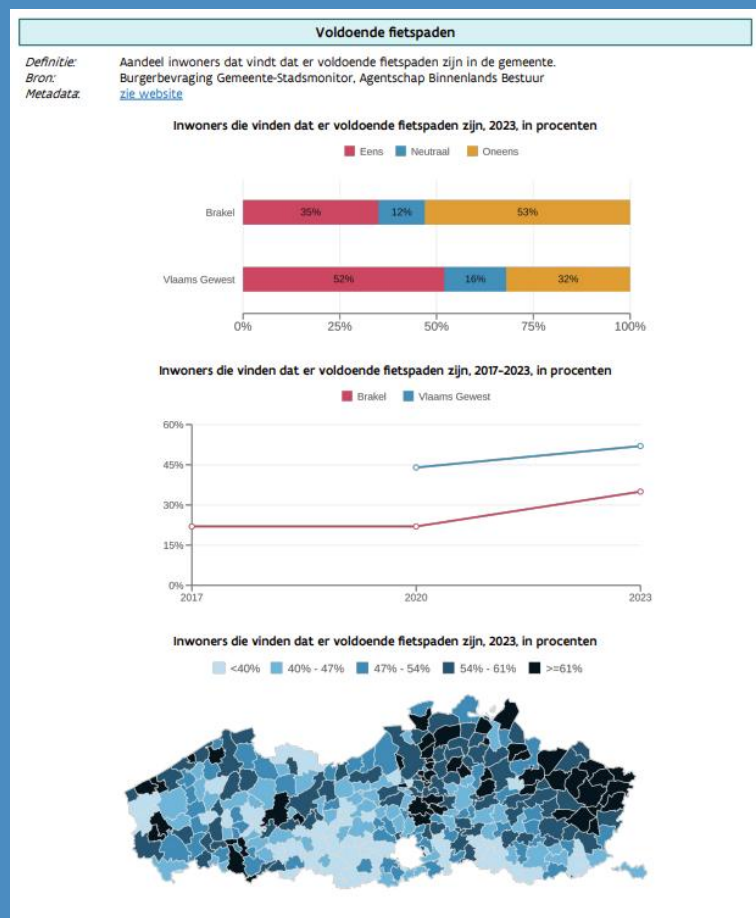 Voldoende fietspaden
Definitie: Aandeel inwoners dat vindt dat er voldoende fietspaden zijn in de gemeente.
Bron: Burgerbevraging Gemeente-Stadsmonitor, Agentschap Binnenlands Bestuur
Metadata: zie website
Inwoners die vinden dat er voldoende fietspaden zijn, 2023, in procenten
Eens Neutraal Oneens
Brakel 35% 12% 53%
Vlaams Gewest 52% 16% 32%
0% 25% 50% 75% 100%
Inwoners die vinden dat er voldoende fietspaden zijn, 2017-2023, in procenten
Brakel Vlaams Gewest
60%
45%
30%
15%
0%
2017 2020 2023
Inwoners die vinden dat er voldoende fietspaden zijn, 2023, in procenten
<40% 40% - 47% 47% - 54% 54% - 61% >=61%